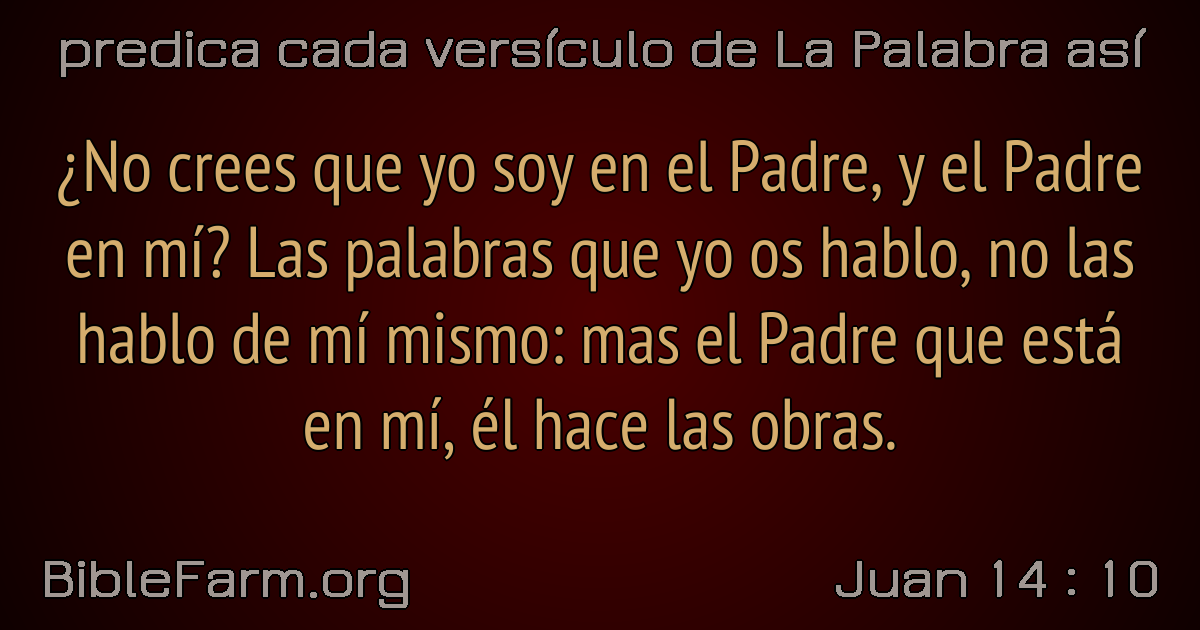 predica cada versículo de La Palabra así
¿No crees que yo soy en el Padre, y el Padre
en mí? Las palabras que yo os hablo, no las
hablo de mí mismo: mas el Padre que está
en mí, él hace las obras.
BibleFarm.org
Juan 14 : 10